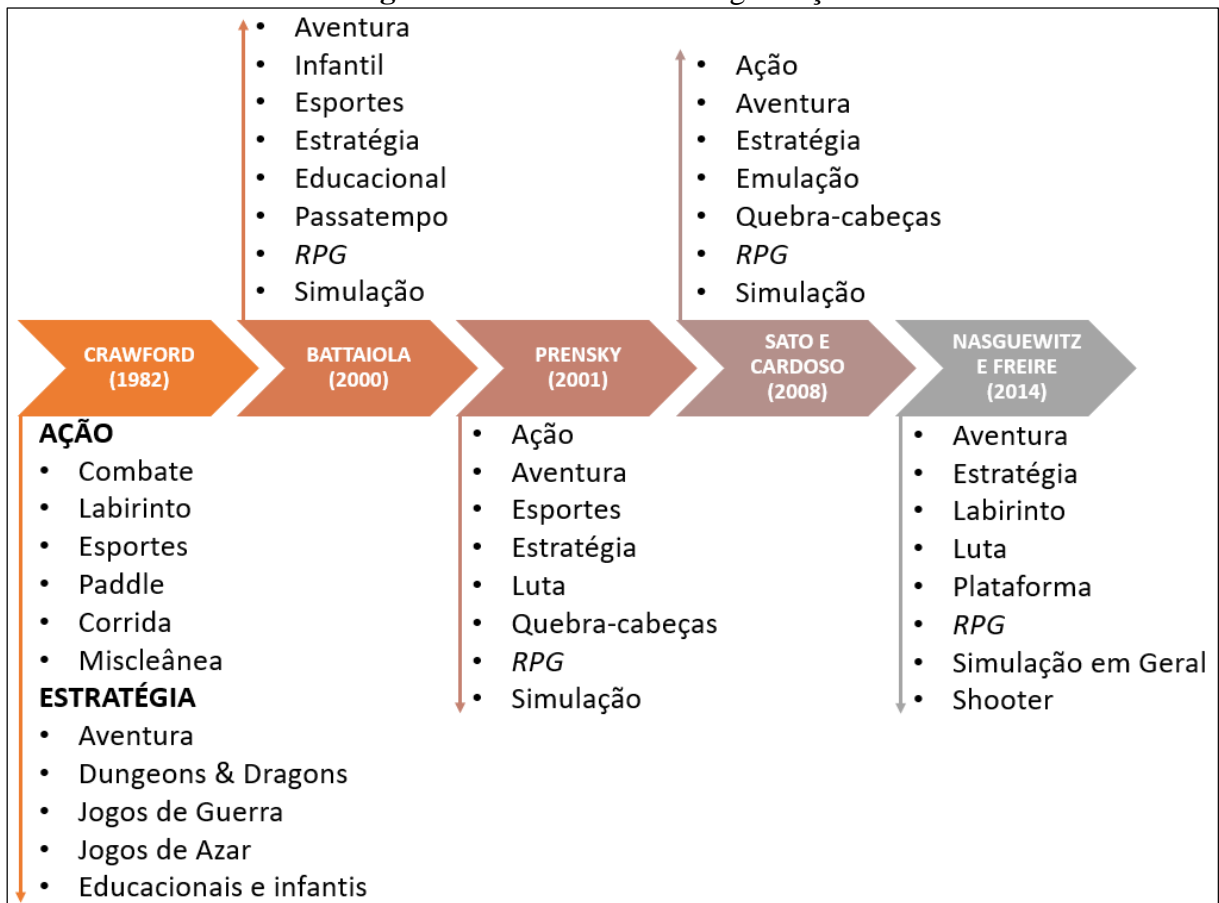 Aventura
Infantil
Esportes
Estratégia
Educacional
Passatempo
RPG
Simulação
Ação
Aventura
Estratégia
Emulação
Quebra-cabeças
RPG
Simulação
CRAWFORD
(1982)
BATTAIOLA
(2000)
PRENSKY
(2001)
SATO E
CARDOSO
(2008)
NASGUEWITZ
E FREIRE
(2014)
AÇÃO
Combate
Labirinto
Esportes
Paddle
Corrida
Miscleânea
ESTRATÉGIA
Aventura
Dungeons & Dragons
Jogos de Guerra
Jogos de Azar
Educacionais e infantis
Ação
Aventura
Esportes
Estratégia
Luta
Quebra-cabeças
RPG
Simulação
Aventura
Estratégia
Labirinto
Luta
Plataforma
RPG
Simulação em Geral
Shooter